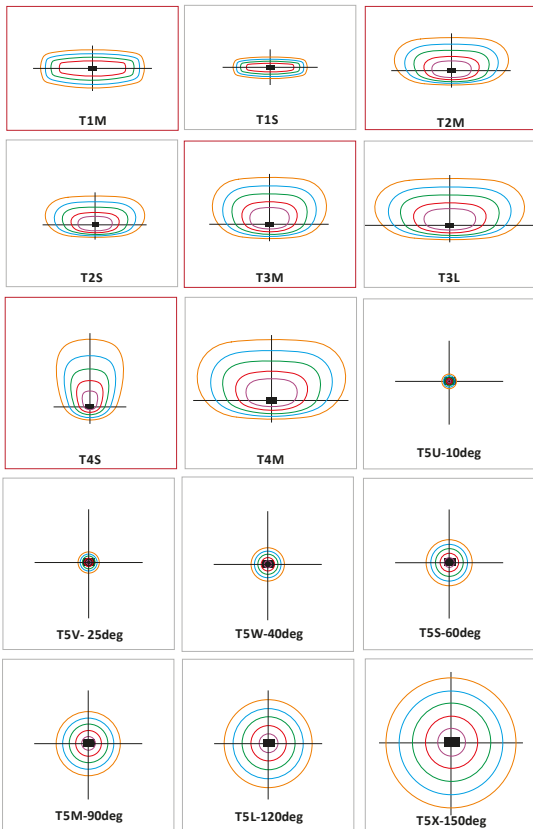 T1M
T1S
T2M
T2S
T3M
T3L
T4S
T4M
T5U-10deg
T5V- 25deg
T5W-40deg
T5S-60deg
T5M-90deg
T5L-120deg
T5X-150deg